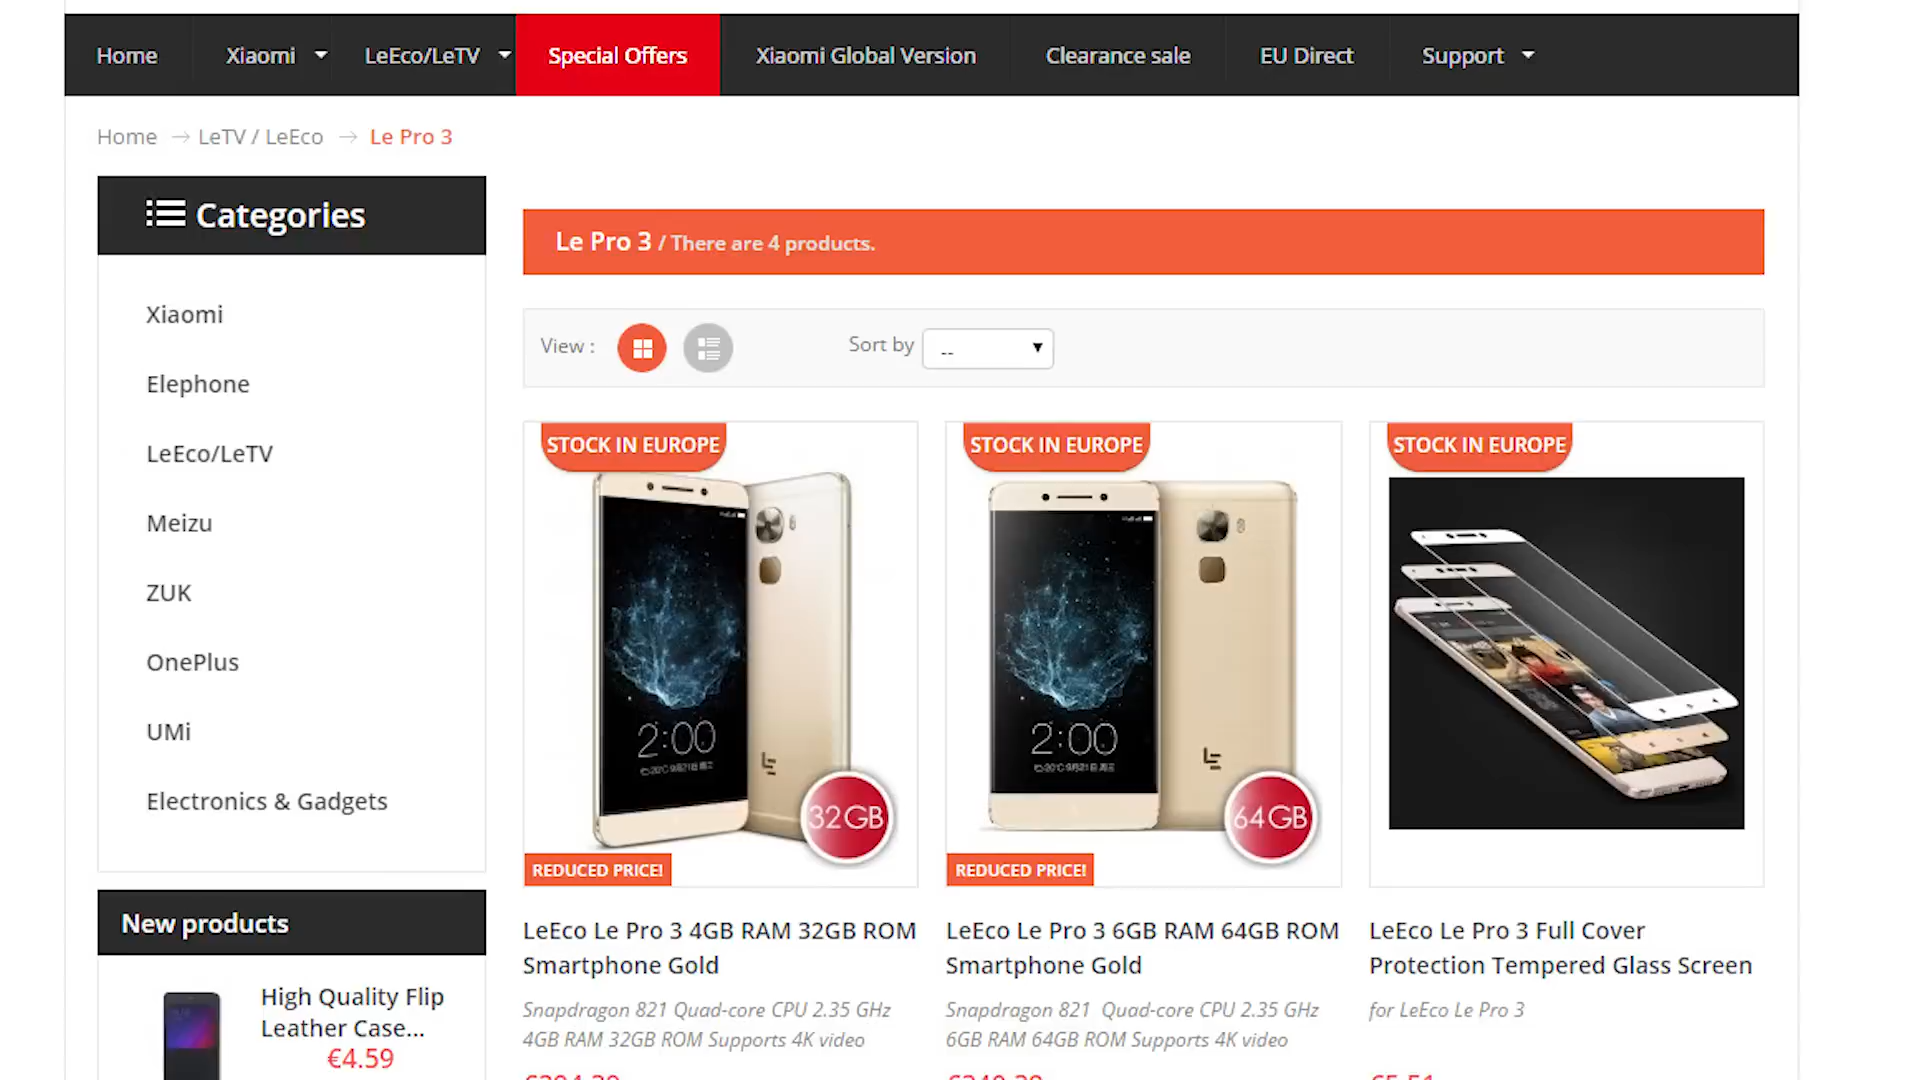 Home Xiaomi LeEco/LeTV Special Offers Xiaomi Global Version Clearance sale EU Direct Support
Home LeTV / LeEco Le Pro 3
Categories
Xiaomi
Elephone
LeEco/LeTV
Meizu
ZUK
OnePlus
UMi
Electronics & Gadgets
New products
High Quality Flip
Leather Case...
€4.59
Le Pro 3 / There are 4 products.
View : Sort by --
STOCK IN EUROPE
2:00
32GB
REDUCED PRICE!
LeEco Le Pro 3 4GB RAM 32GB ROM
Smartphone Gold
Snapdragon 821 Quad-core CPU 2.35 GHz
4GB RAM 32GB ROM Supports 4K video
STOCK IN EUROPE
2:00
64GB
REDUCED PRICE!
LeEco Le Pro 3 6GB RAM 64GB ROM
Smartphone Gold
Snapdragon 821 Quad-core CPU 2.35 GHz
6GB RAM 64GB ROM Supports 4K video
STOCK IN EUROPE
LeEco Le Pro 3 Full Cover
Protection Tempered Glass Screen
for LeEco Le Pro 3